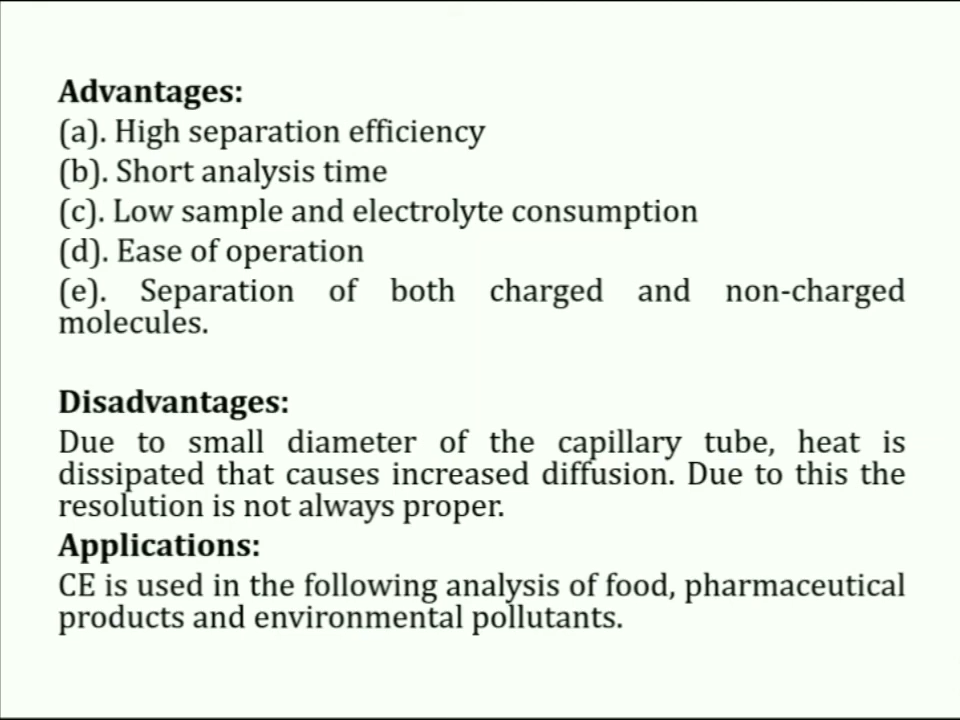 Advantages:
(a). High separation efficiency
(b). Short analysis time
(c). Low sample and electrolyte consumption
(d). Ease of operation
(e). Separation of both charged and non-charged
molecules.
Disadvantages:
Due to small diameter of the capillary tube, heat is
dissipated that causes increased diffusion. Due to this the
resolution is not always proper.
Applications:
CE is used in the following analysis of food, pharmaceutical
products and environmental pollutants.